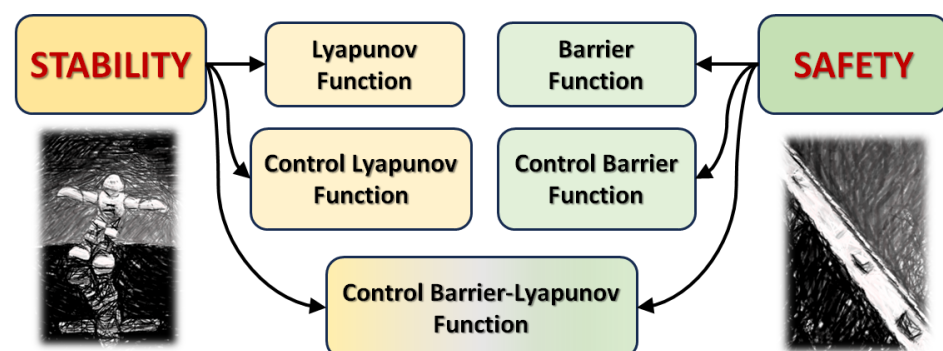 STABILITY
Lyapunov
Function
Barrier
Function
SAFETY
Control Lyapunov
Function
Control Barrier
Function
Control Barrier-Lyapunov
Function